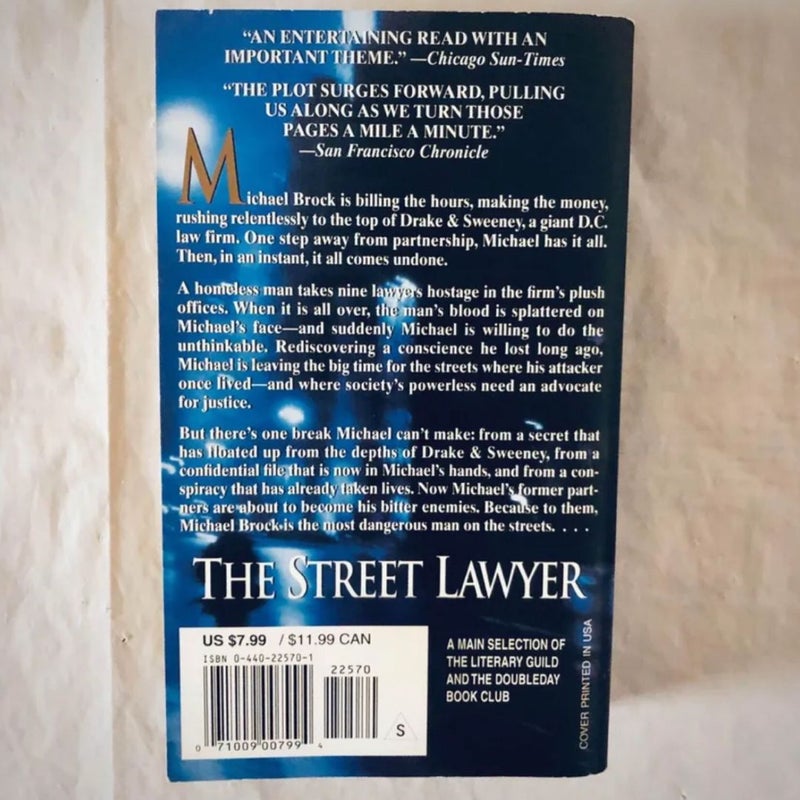 “AN ENTERTAINING READ WITH AN
IMPORTANT THEME.” —Chicago Sun-Times
“THE PLOT SURGES FORWARD, PULLING
US ALONG AS WE TURN THOSE
PAGES A MILE A MINUTE.”
—San Francisco Chronicle
Michael Brock is billing the hours, making the money,
rushing relentlessly to the top of Drake & Sweeney, a giant D.C.
law firm. One step away from partnership, Michael has it all.
Then, in an instant, it all comes undone.
A homeless man takes nine lawyers hostage in the firm’s plush
offices. When it is all over, the man’s blood is splattered on
Michael’s face—and suddenly Michael is willing to do the
unthinkable. Rediscovering a conscience he lost long ago,
Michael is leaving the big time for the streets where his attacker
once lived—and where society’s powerless need an advocate
for justice.
But there’s one break Michael can’t make: from a secret that
has floated up from the depths of Drake & Sweeney, from a
confidential file that is now in Michael’s hands, and from a con-
spiracy that has already taken lives. Now Michael’s former part-
ners are about to become his bitter enemies. Because to them,
Michael Brock is the most dangerous man on the streets. . . .
THE STREET LAWYER
US $7.99 / $11.99 CAN
ISBN 0-440-22570-1
22570
0 71009 00799 4
S
A MAIN SELECTION OF
THE LITERARY GUILD
AND THE DOUBLEDAY
BOOK CLUB
COVER PRINTED IN USA